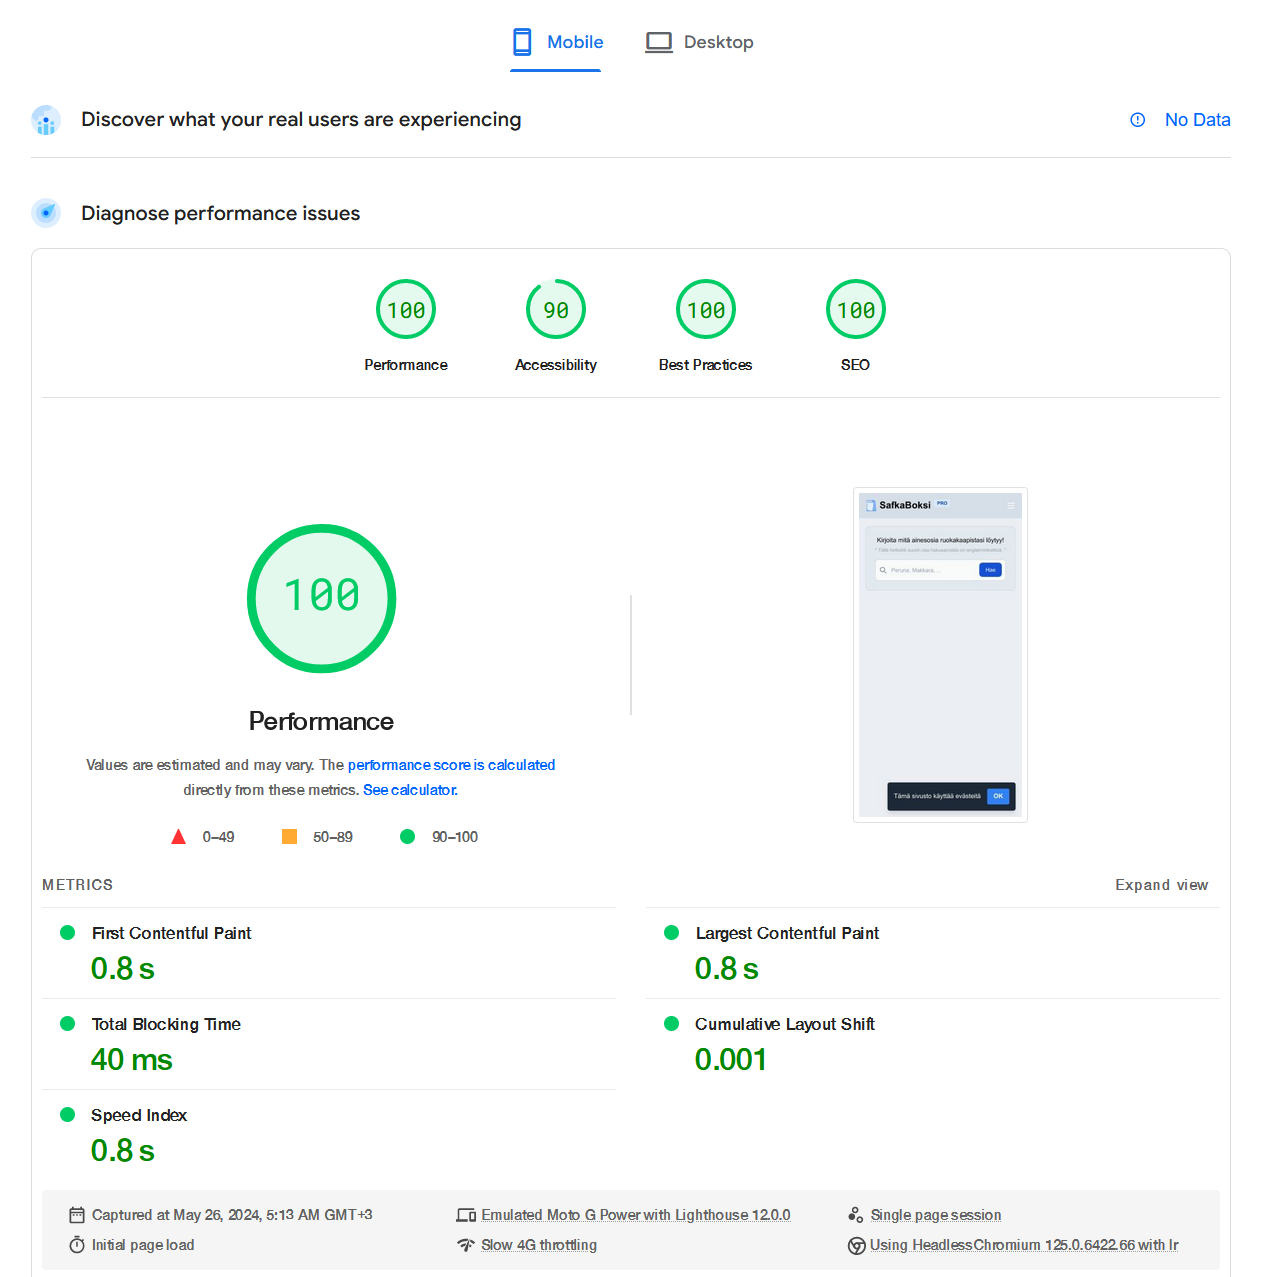 Mobile
Desktop
Discover what your real users are experiencing
No Data
Diagnose performance issues
100
90
100
100
Performance
Accessibility
Best Practices
SEO
100
Performance
Values are estimated and may vary. The performance score is calculated
directly from these metrics. See calculator.
0–49
50–89
90–100
SafkaBoksi PRO
Kirjoita mitä ainesosia ruokakaapistasi löytyy!
Peruna, Makkara, ...
Hae
Tämä sivusto käyttää evästeitä
OK
METRICS
Expand view
First Contentful Paint
0.8 s
Largest Contentful Paint
0.8 s
Total Blocking Time
40 ms
Cumulative Layout Shift
0.001
Speed Index
0.8 s
Captured at May 26, 2024, 5:13 AM GMT+3
Emulated Moto G Power with Lighthouse 12.0.0
Single page session
Initial page load
Slow 4G throttling
Using HeadlessChromium 125.0.6422.66 with lr